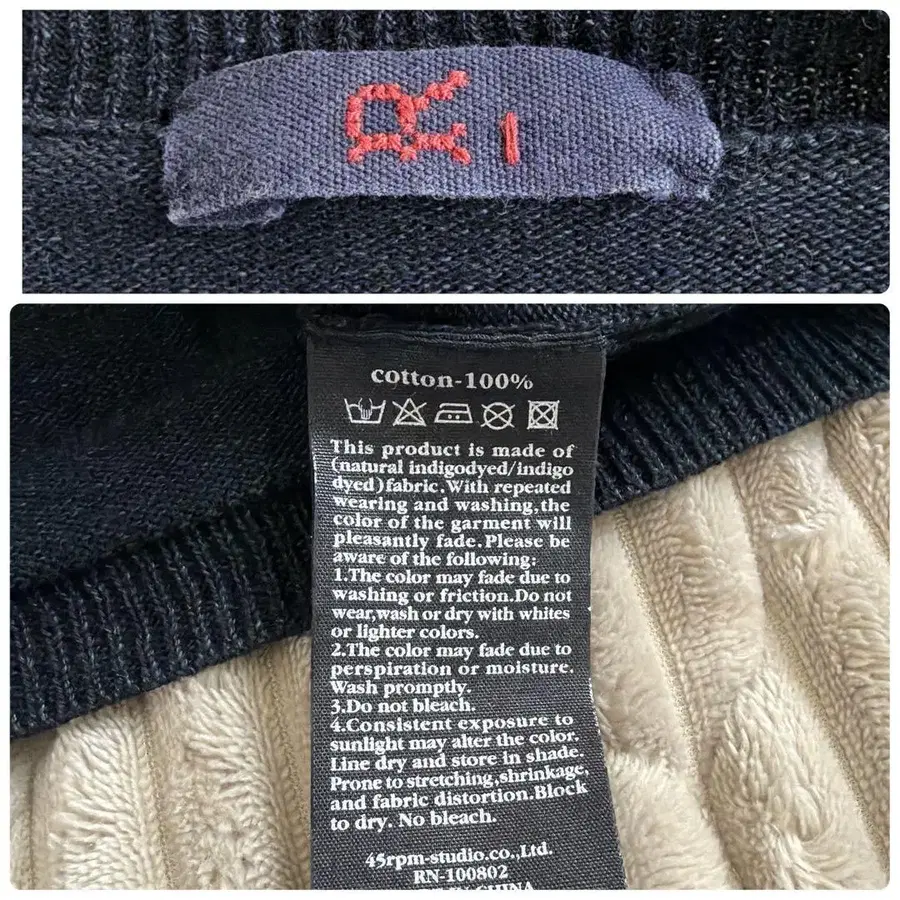 R 1
cotton-100%
This product is made of
(natural indigodyed/indigo
dyed)fabric.With repeated
wearing and washing,the
color of the garment will
pleasantly fade.Please be
aware of the following:
1.The color may fade due to
washing or friction.Do not
wear,wash or dry with whites
or lighter colors.
2.The color may fade due to
perspiration or moisture.
Wash promptly.
3.Do not bleach.
4.Consistent exposure to
sunlight may alter the color.
Line dry and store in shade.
Prone to stretching,shrinkage,
and fabric distortion.Block
to dry. No bleach.
45rpm-studio.co.,Ltd.
RN-100802
IN CHINA